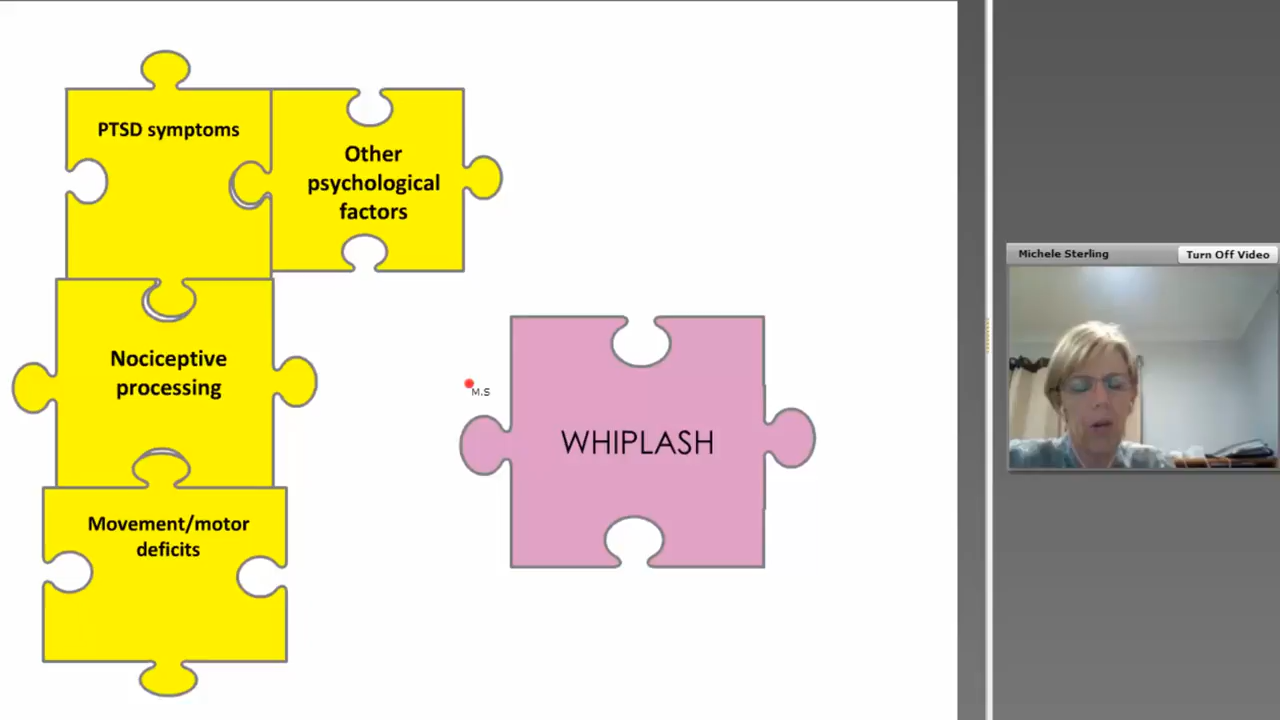 PTSD symptoms
Other
psychological
factors
Nociceptive
processing
Movement/motor
deficits
M.S
WHIPLASH
Michele Sterling
Turn Off Video